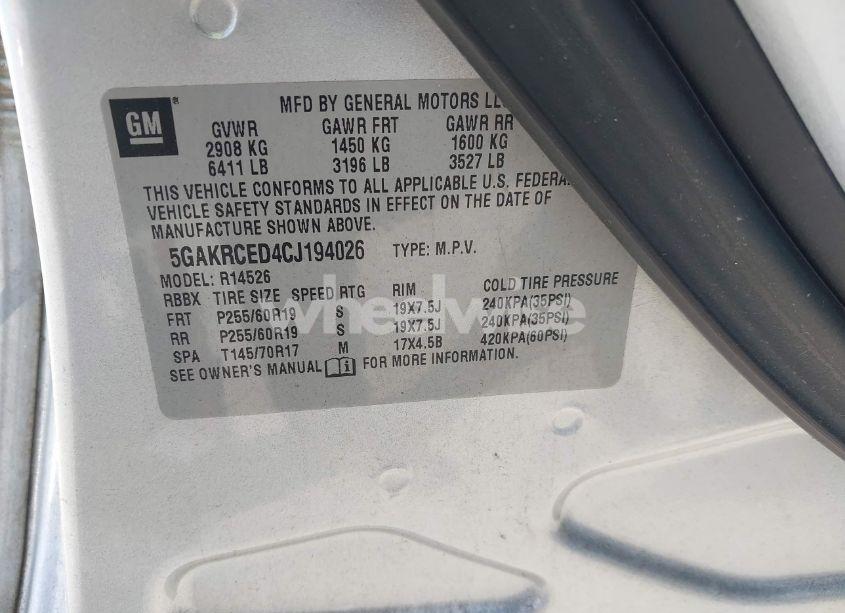 GM® MFD BY GENERAL MOTORS LLC
GVWR GAWR FRT GAWR RR
2908 KG 1450 KG 1600 KG
6411 LB 3196 LB 3527 LB
THIS VEHICLE CONFORMS TO ALL APPLICABLE U.S. FEDERAL
VEHICLE SAFETY STANDARDS IN EFFECT ON THE DATE OF
MANUFACTURE SHOWN ABOVE.
5GAKRCED4CJ194026 TYPE: M.P.V.
MODEL: R14526
RBBX TIRE SIZE SPEED RTG RIM COLD TIRE PRESSURE
FRT P255/60R19 S 19X7.5J 240KPA(35PSI)
RR P255/60R19 S 19X7.5J 240KPA(35PSI)
SPA T145/70R17 M 17X4.5B 420KPA(60PSI)
SEE OWNER'S MANUAL FOR MORE INFORMATION.